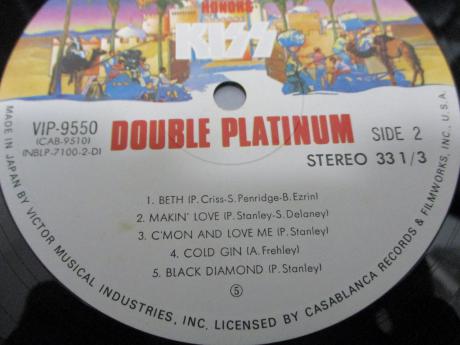 HONORS
KISS
VIP-9550
(CAB-9510)
(NBLP-7100-2-D)
DOUBLE PLATINUM
SIDE 2
STEREO 33 1/3
1. BETH (P. Criss-S. Penridge-B. Ezrin)
2. MAKIN' LOVE (P. Stanley-S. Delaney)
3. C'MON AND LOVE ME (P. Stanley)
4. COLD GIN (A. Frehley)
5. BLACK DIAMOND (P. Stanley)
⑤
MADE IN JAPAN BY VICTOR MUSICAL INDUSTRIES, INC. LICENSED BY CASABLANCA RECORDS & FILMWORKS, INC., U.S.A.